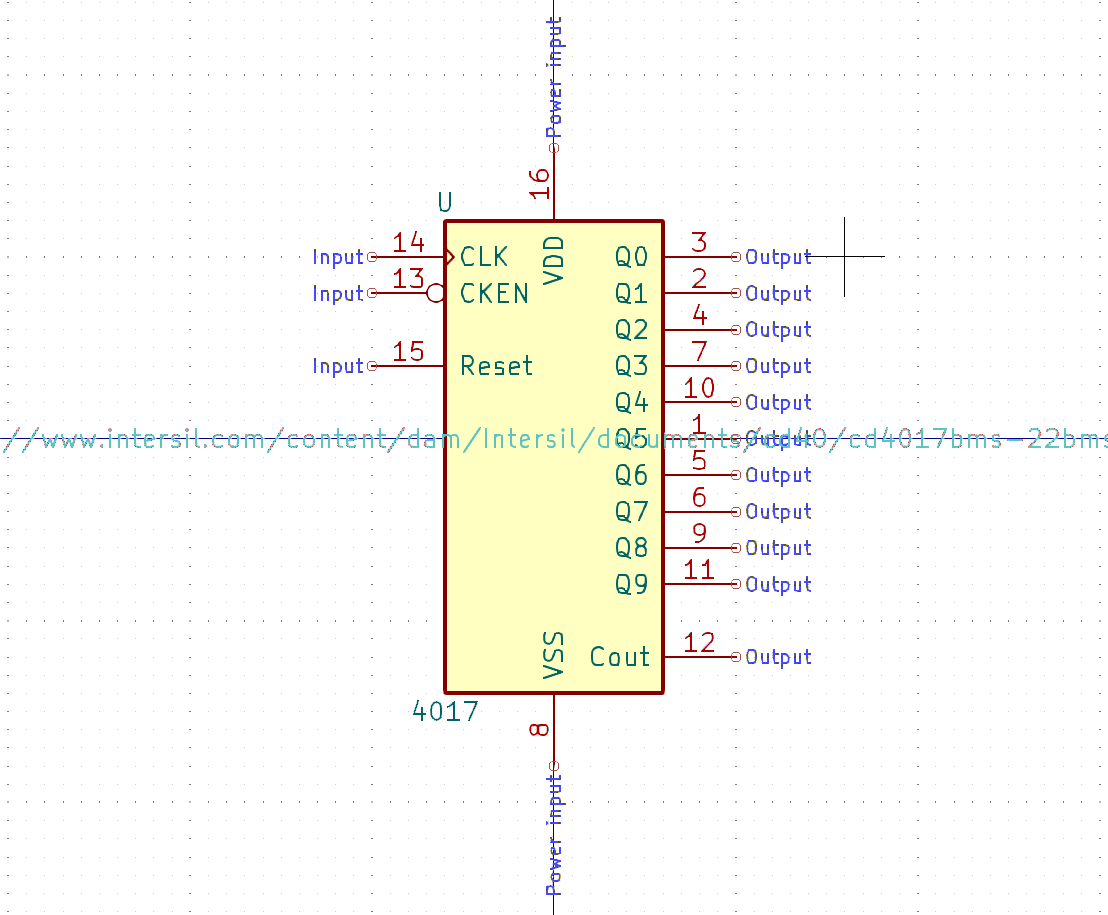 Power input
16
U
Input 14 CLK VDD Q0 3 Output
Input 13 CKEN Q1 2 Output
Q2 4 Output
Input 15 Reset Q3 7 Output
Q4 10 Output
//www.intersil.com/content/dam/Intersil/documents/cd40/cd4017bms-22bms
Q5 1 Output
Q6 5 Output
Q7 6 Output
Q8 9 Output
Q9 11 Output
VSS Cout 12 Output
4017
8
Power input